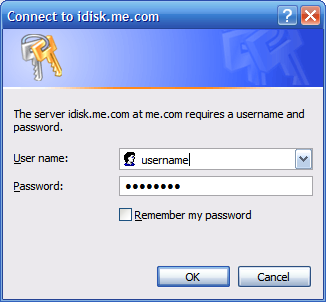 Connect to idisk.me.com
The server idisk.me.com at me.com requires a username and
password.
User name:
username
Password:
••••••••
Remember my password
OK
Cancel